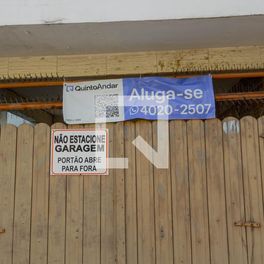 QuintoAndar
Aluga-se
4020-2507
NÃO ESTACIONE
GARAGEM
PORTÃO ABRE
PARA FORA